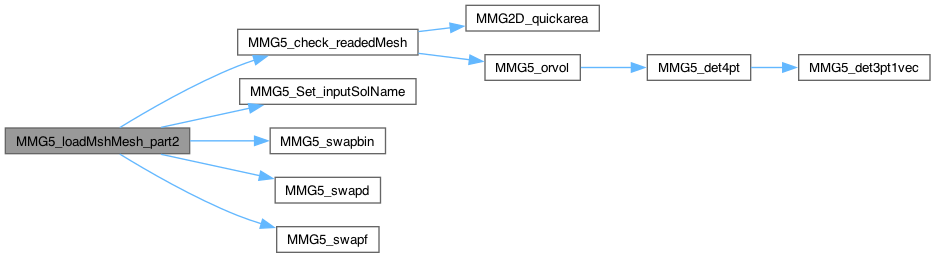 MMG5_loadMshMesh_part2
MMG5_check_readedMesh
MMG2D_quickarea
MMG5_orvol
MMG5_det4pt
MMG5_det3pt1vec
MMG5_Set_inputSolName
MMG5_swapbin
MMG5_swapd
MMG5_swapf